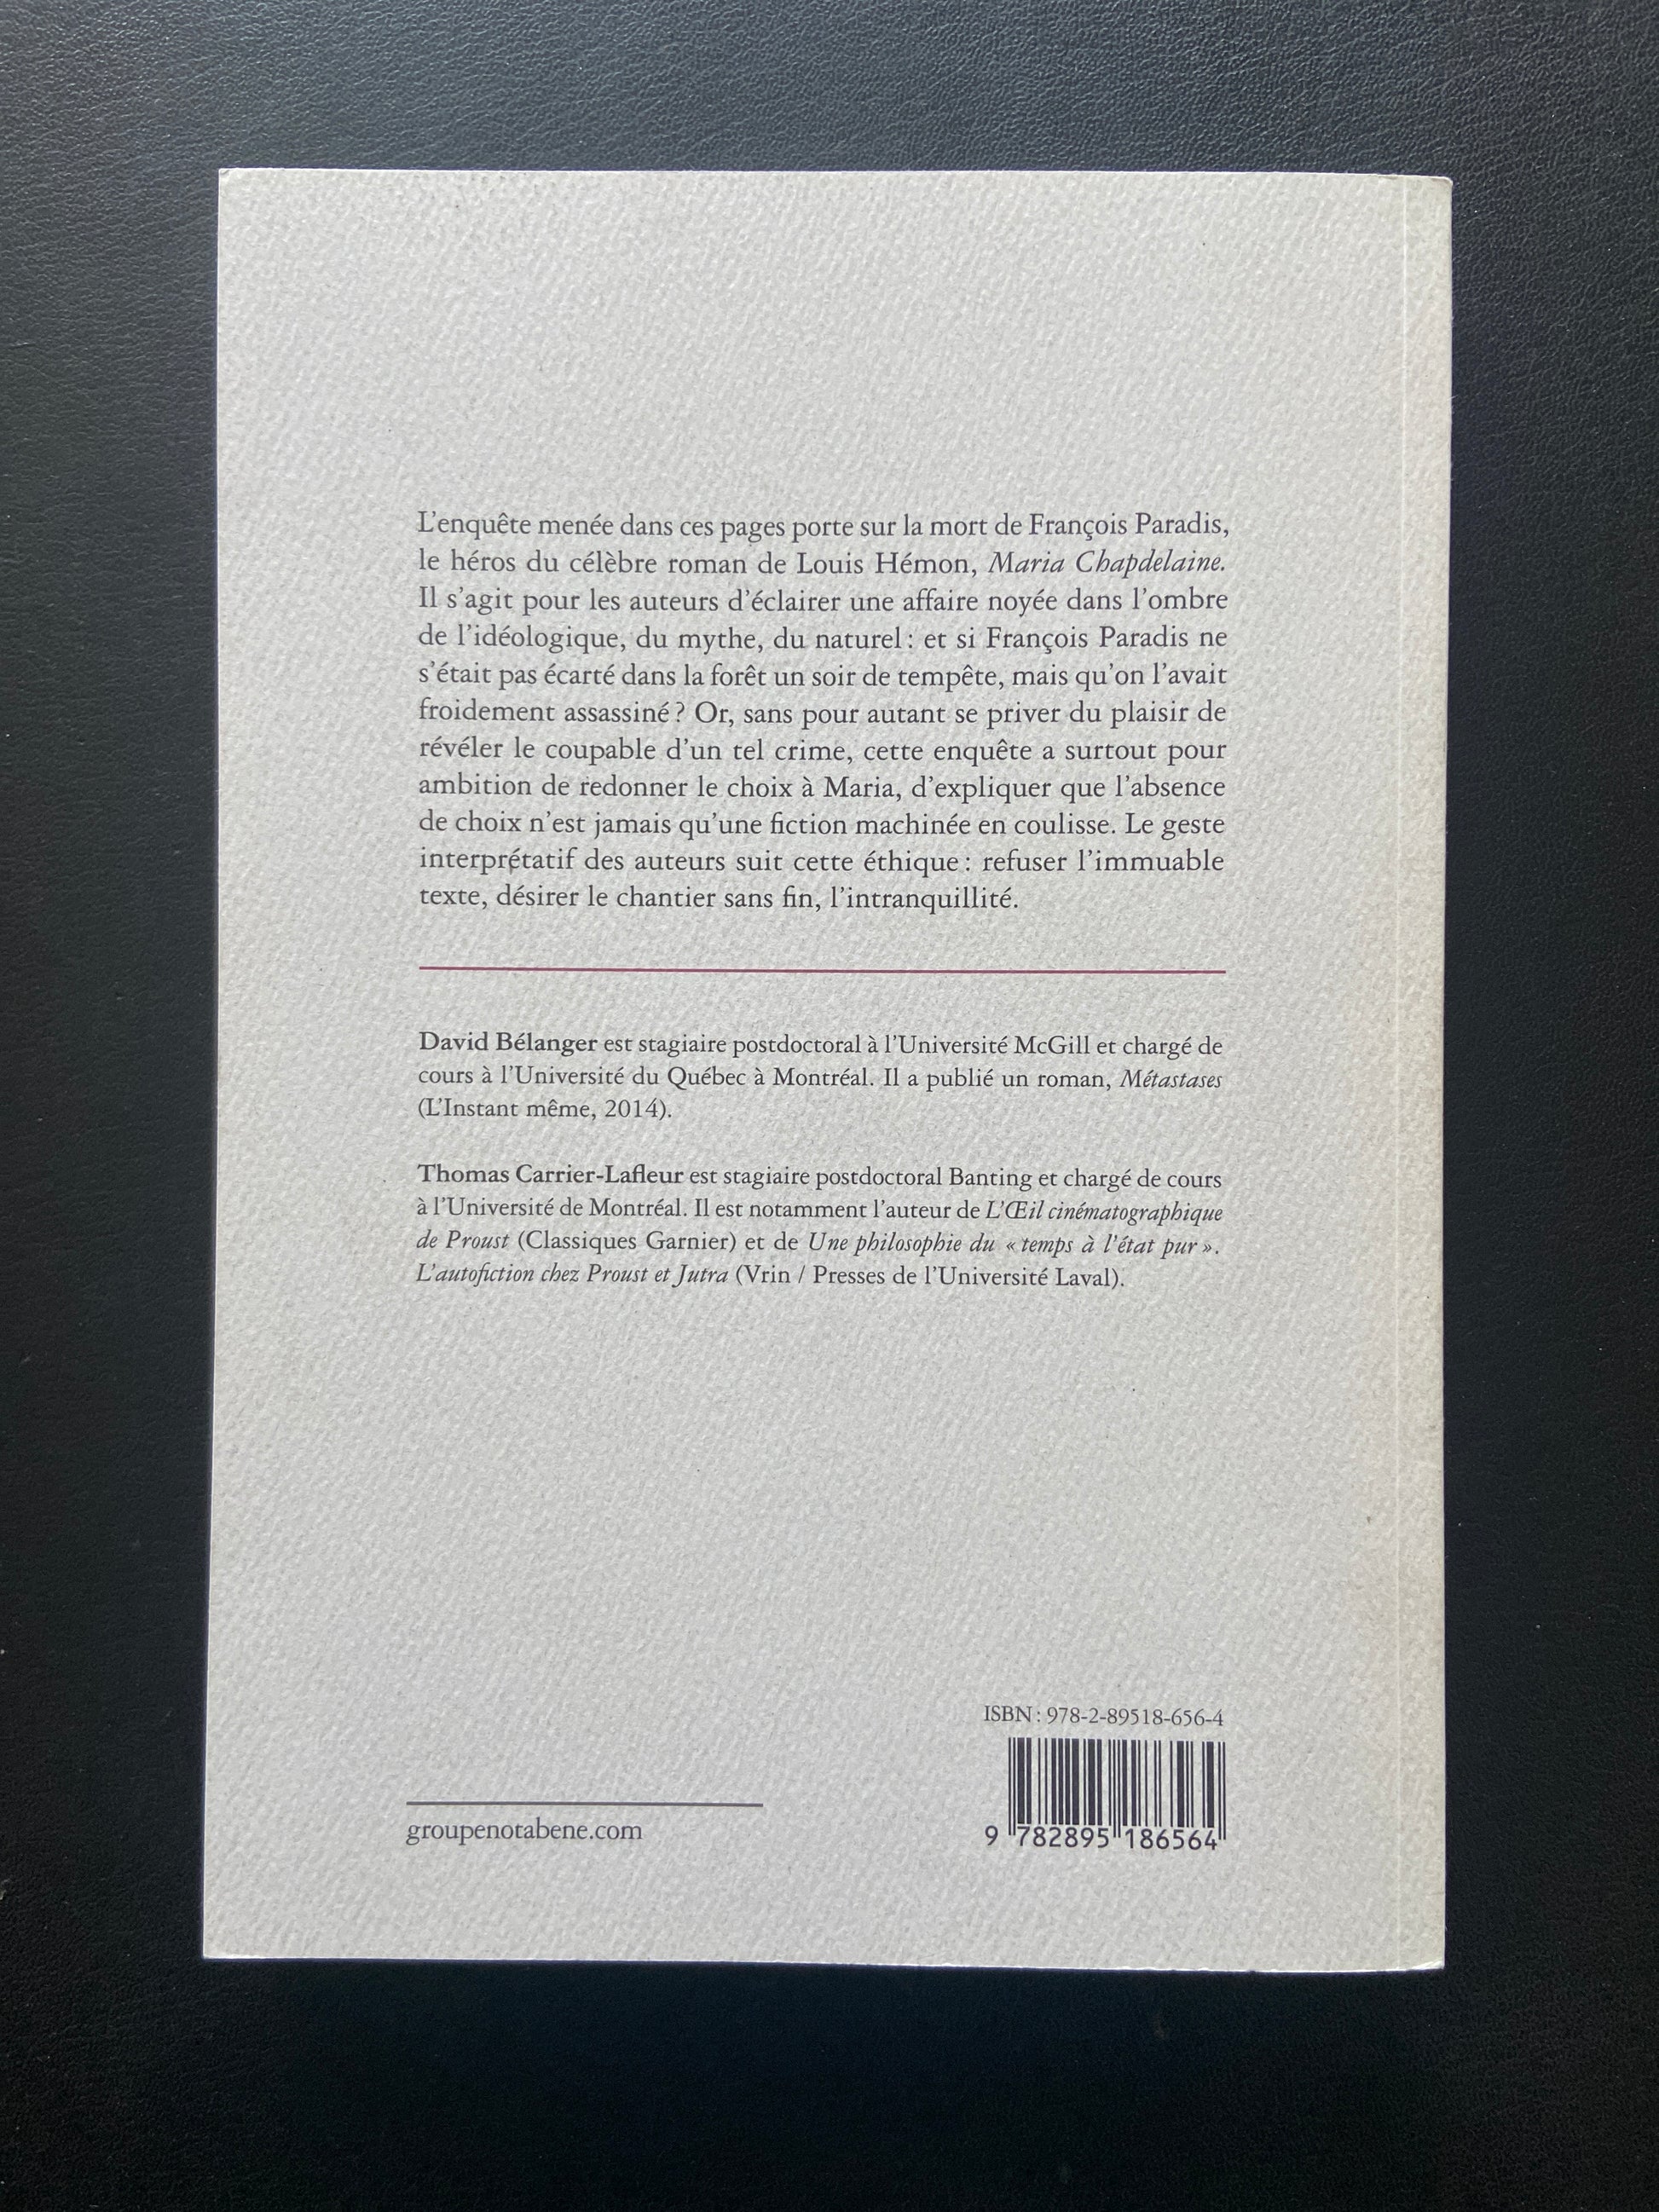 L'enquête menée dans ces pages porte sur la mort de François Paradis,
le héros du célèbre roman de Louis Hémon, Maria Chapdelaine.
Il s'agit pour les auteurs d'éclairer une affaire noyée dans l'ombre
de l'idéologique, du mythe, du naturel : et si François Paradis ne
s'était pas écarté dans la forêt un soir de tempête, mais qu'on l'avait
froidement assassiné ? Or, sans pour autant se priver du plaisir de
révéler le coupable d'un tel crime, cette enquête a surtout pour
ambition de redonner le choix à Maria, d'expliquer que l'absence
de choix n'est jamais qu'une fiction machinée en coulisse. Le geste
interprétatif des auteurs suit cette éthique : refuser l'immuable
texte, désirer le chantier sans fin, l'intranquillité.
David Bélanger est stagiaire postdoctoral à l'Université McGill et chargé de
cours à l'Université du Québec à Montréal. Il a publié un roman, Métastases
(L'Instant même, 2014).
Thomas Carrier-Lafleur est stagiaire postdoctoral Banting et chargé de cours
à l'Université de Montréal. Il est notamment l'auteur de L'Œil cinématographique
de Proust (Classiques Garnier) et de Une philosophie du « temps à l'état pur ».
L'autofiction chez Proust et Jutra (Vrin / Presses de l'Université Laval).
ISBN : 978-2-89518-656-4
9 782895 186564
groupenotabene.com